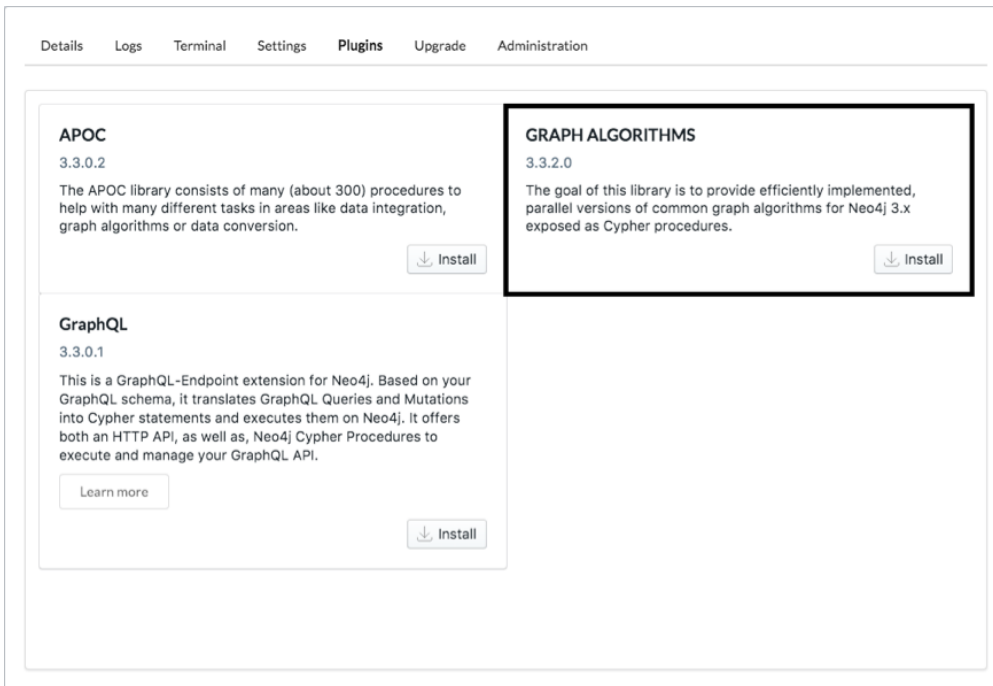 Details Logs Terminal Settings Plugins Upgrade Administration
APOC
3.3.0.2
The APOC library consists of many (about 300) procedures to
help with many different tasks in areas like data integration,
graph algorithms or data conversion.
Install
GRAPH ALGORITHMS
3.3.2.0
The goal of this library is to provide efficiently implemented,
parallel versions of common graph algorithms for Neo4j 3.x
exposed as Cypher procedures.
Install
GraphQL
3.3.0.1
This is a GraphQL-Endpoint extension for Neo4j. Based on your
GraphQL schema, it translates GraphQL Queries and Mutations
into Cypher statements and executes them on Neo4j. It offers
both an HTTP API, as well as, Neo4j Cypher Procedures to
execute and manage your GraphQL API.
Learn more
Install